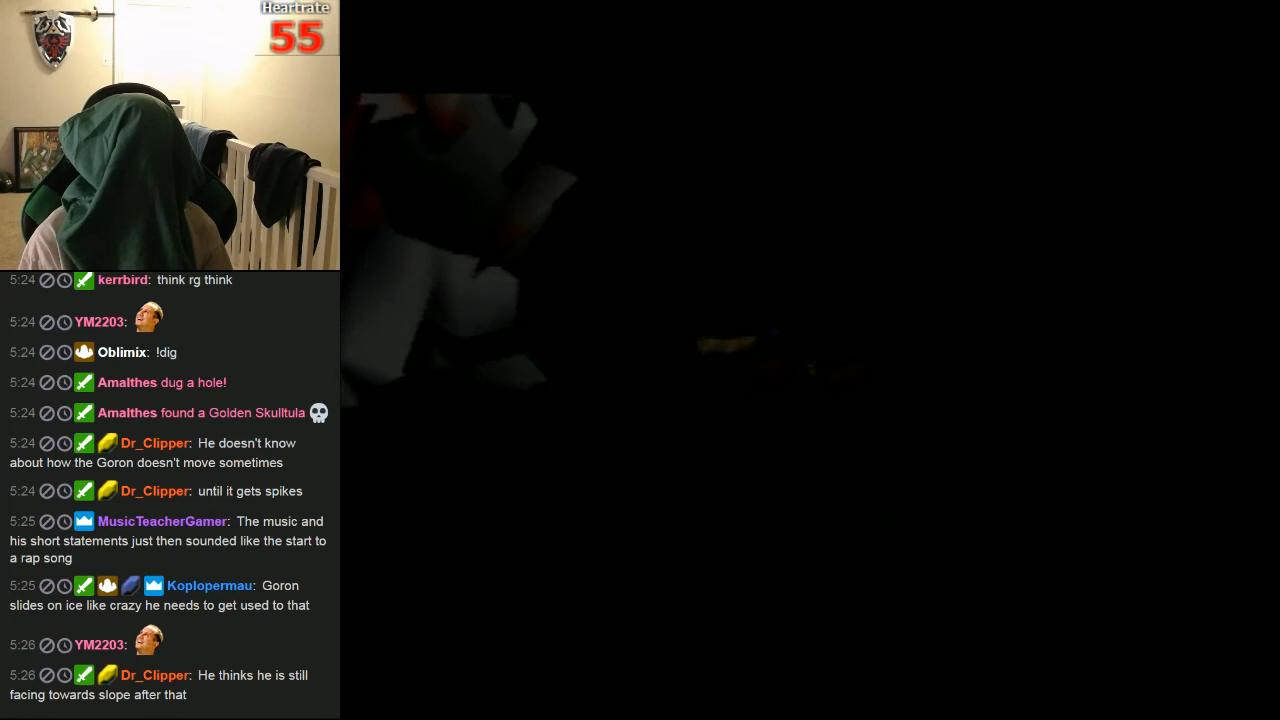 Heartrate
55
5:24 kerrbird: think rg think
5:24 YM2203:
5:24 Oblimix: !dig
5:24 Amalthes dug a hole!
5:24 Amalthes found a Golden Skulltula
5:24 Dr_Clipper: He doesn't know
about how the Goron doesn't move sometimes
5:24 Dr_Clipper: until it gets spikes
5:25 MusicTeacherGamer: The music and
his short statements just then sounded like the start to
a rap song
5:25 Koplopermau: Goron
slides on ice like crazy he needs to get used to that
5:26 YM2203:
5:26 Dr_Clipper: He thinks he is still
facing towards slope after that